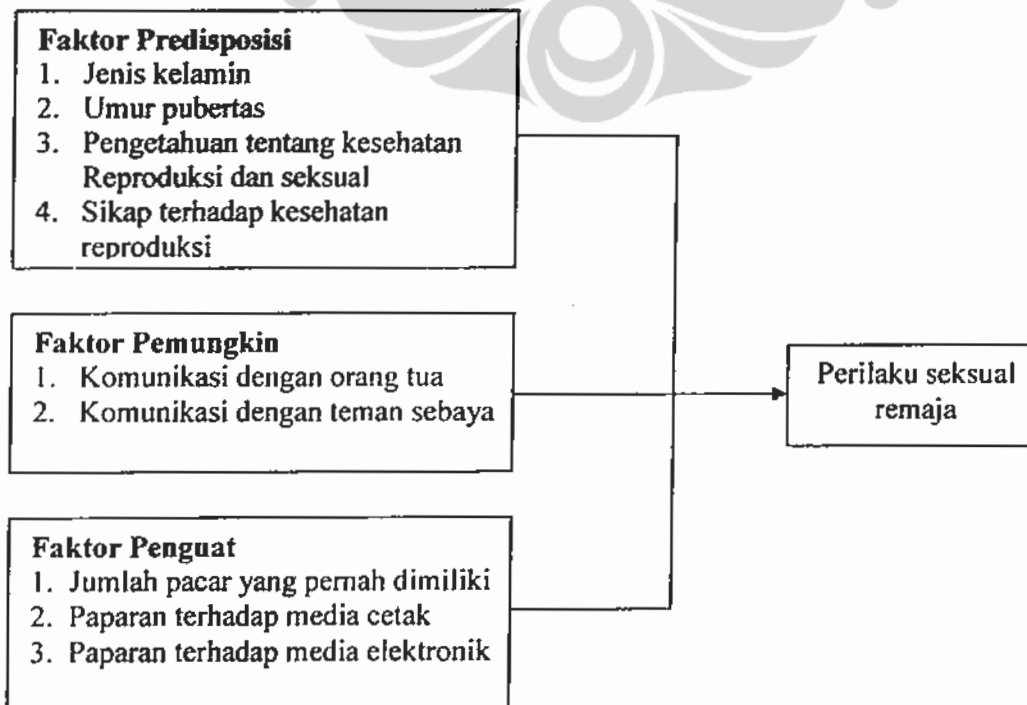 Faktor Predisposisi
1. Jenis kelamin
2. Umur pubertas
3. Pengetahuan tentang kesehatan
Reproduksi dan seksual
4. Sikap terhadap kesehatan
reproduksi
Faktor Pemungkin
1. Komunikasi dengan orang tua
2. Komunikasi dengan teman sebaya
Perilaku seksual
remaja
Faktor Penguat
1. Jumlah pacar yang pernah dimiliki
2. Paparan terhadap media cetak
3. Paparan terhadap media elektronik